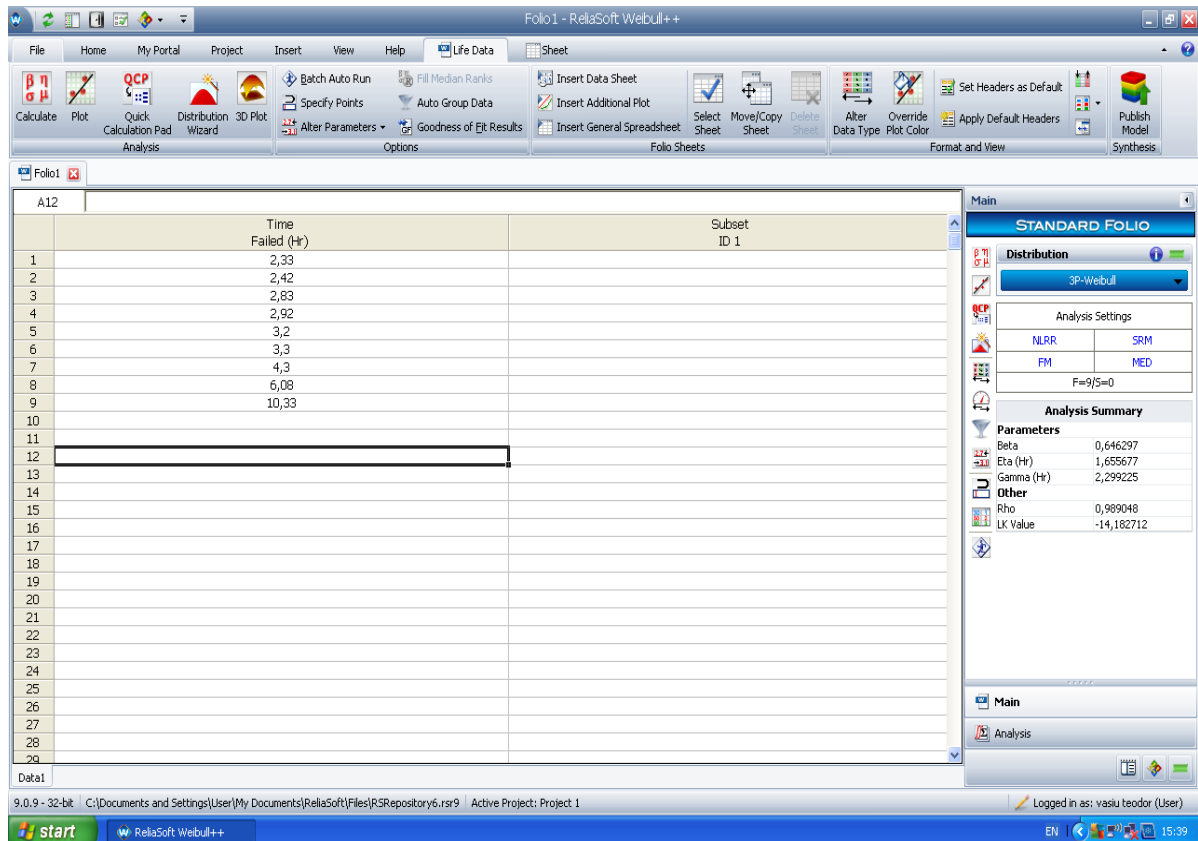 Folio1 - ReliaSoft Weibull++
File Home My Portal Project Insert View Help Life Data Sheet
β η σ μ
Calculate
Plot
QCP
Quick
Calculation Pad
Distribution
Wizard
3D Plot
Analysis
Batch Auto Run
Specify Points
Alter Parameters
Fill Median Ranks
Auto Group Data
Goodness of Fit Results
Options
Insert Data Sheet
Insert Additional Plot
Insert General Spreadsheet
Select
Sheet
Move/Copy
Sheet
Delete
Sheet
Folio Sheets
Alter
Data Type
Override
Plot Color
Set Headers as Default
Apply Default Headers
Format and View
Publish
Model
Synthesis
Folio1
A12
Time Subset
Failed (Hr) ID 1
1 2,33
2 2,42
3 2,83
4 2,92
5 3,2
6 3,3
7 4,3
8 6,08
9 10,33
10
11
12
13
14
15
16
17
18
19
20
21
22
23
24
25
26
27
28
29
Data1
Main
STANDARD FOLIO
β η σ μ
QCP
Distribution
3P-Weibull
Analysis Settings
NLRR SRM
FM MED
F=9/S=0
Analysis Summary
Parameters
Beta 0,646297
Eta (Hr) 1,655677
Gamma (Hr) 2,299225
Other
Rho 0,989048
LK Value -14,182712
Main
Analysis
9.0.9 - 32-bit C:\Documents and Settings\User\My Documents\ReliaSoft\Files\RSRepository6.rsr9 Active Project: Project 1 Logged in as: vasiu teodor (User)
start ReliaSoft Weibull++ EN 15:39